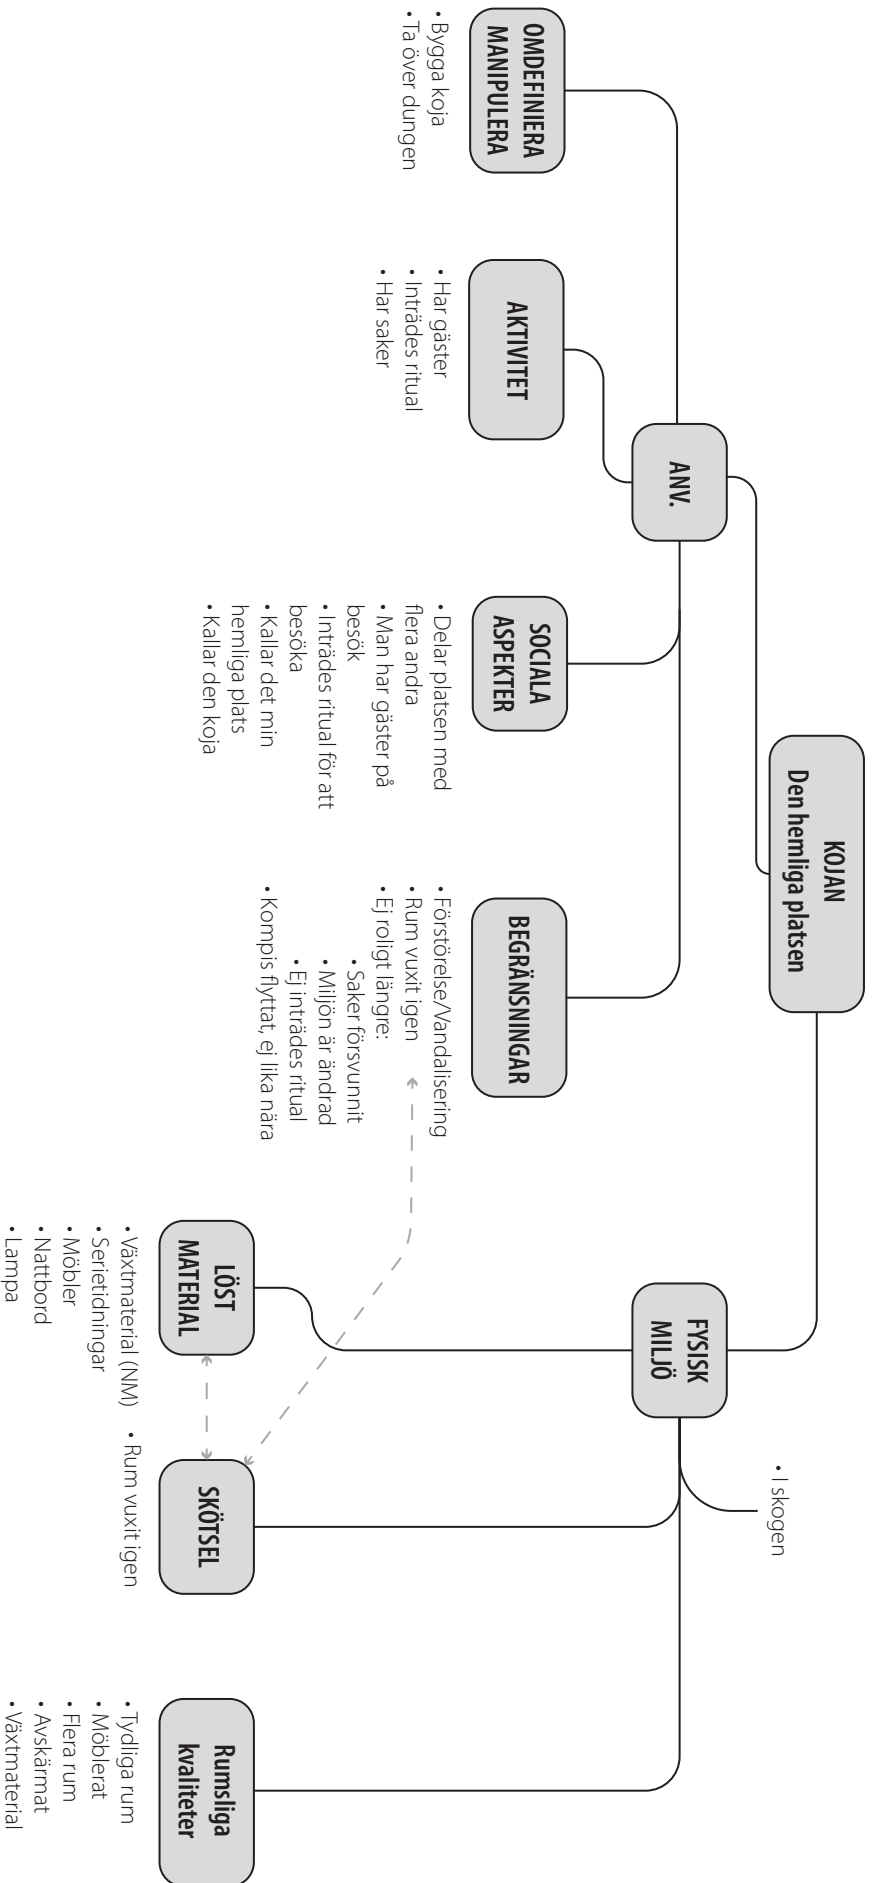 KOJAN
Den hemliga platsen
ANV.
FYSISK
MILJÖ
• I skogen
OMDEFINIERA
MANIPULERA
• Bygga koja
• Ta över dungen
AKTIVITET
• Har gäster
• Inträdes ritual
• Har saker
SOCIALA
ASPEKTER
• Delar platsen med
flera andra
• Man har gäster på
besök
• Inträdes ritual för att
besöka
• Kallar det min
hemliga plats
• Kallar den koja
BEGRÄNSNINGAR
• Förstörelse/Vandalisering
• Rum vuxit igen
• Ej roligt längre:
• Saker försvunnit
• Miljön är ändrad
• Ej inträdes ritual
• Kompis flyttat, ej lika nära
LÖST
MATERIAL
• Växtmaterial (NM)
• Serietidningar
• Möbler
• Nattbord
• Lampa
SKÖTSEL
• Rum vuxit igen
Rumsliga
kvaliteter
• Tydliga rum
• Möblerat
• Flera rum
• Avskärmat
• Växtmaterial